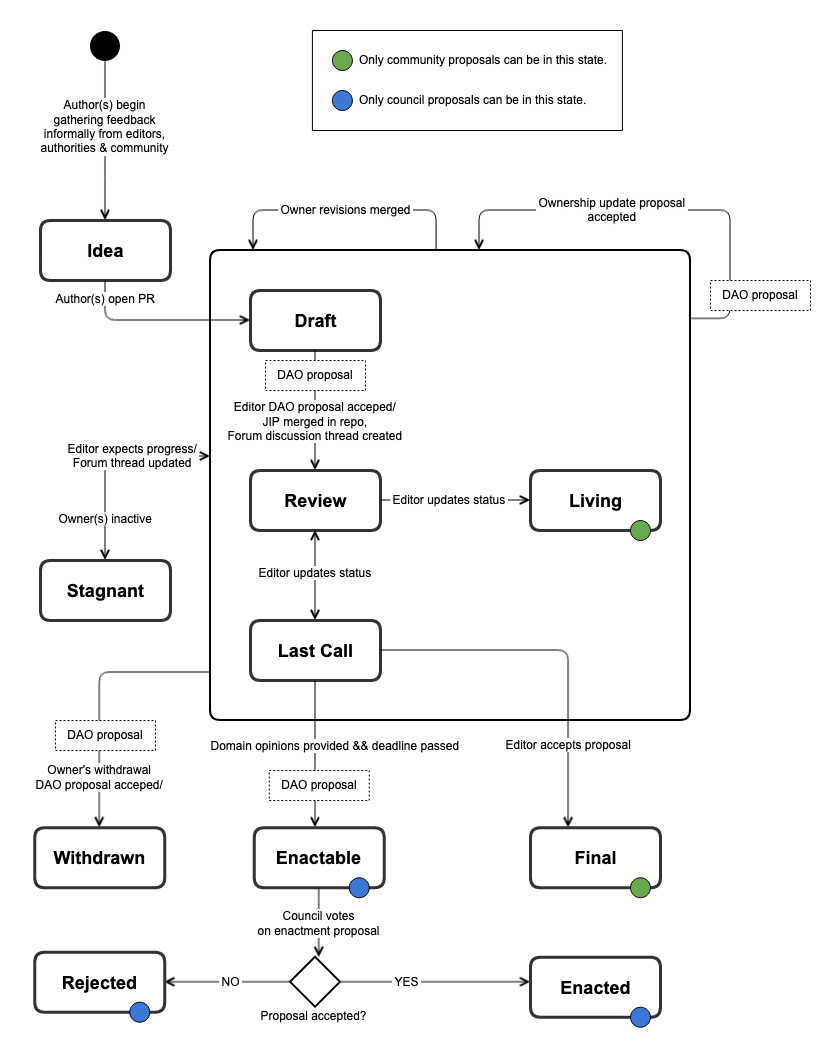 Only community proposals can be in this state.
Only council proposals can be in this state.
Author(s) begin
gathering feedback
informally from editors,
authorities & community
Idea
Author(s) open PR
Owner revisions merged
Ownership update proposal
accepted
DAO proposal
Draft
DAO proposal
Editor DAO proposal acceped/
JIP merged in repo,
Forum discussion thread created
Editor expects progress/
Forum thread updated
Owner(s) inactive
Stagnant
Review
Editor updates status
Living
Editor updates status
Last Call
DAO proposal
Owner's withdrawal
DAO proposal acceped/
Withdrawn
Domain opinions provided && deadline passed
DAO proposal
Enactable
Editor accepts proposal
Final
Council votes
on enactment proposal
Rejected
NO
Proposal accepted?
YES
Enacted